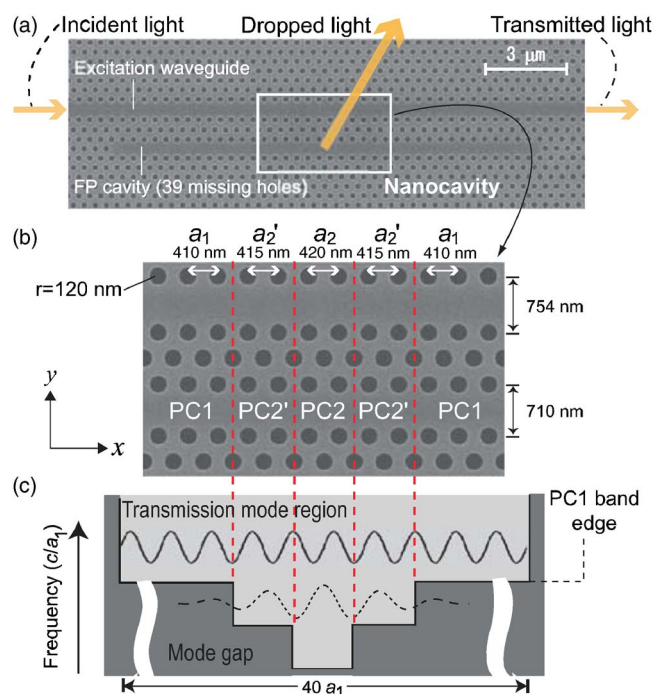 (a)
Incident light
Dropped light
Transmitted light
Excitation waveguide
3 μm
FP cavity (39 missing holes)
Nanocavity
(b)
a₁ a₂' a₂ a₂' a₁
410 nm 415 nm 420 nm 415 nm 410 nm
r=120 nm
754 nm
y
x
PC1 PC2' PC2 PC2' PC1
710 nm
(c)
Transmission mode region
PC1 band
edge
Frequency (c/a₁)
Mode gap
40 a₁